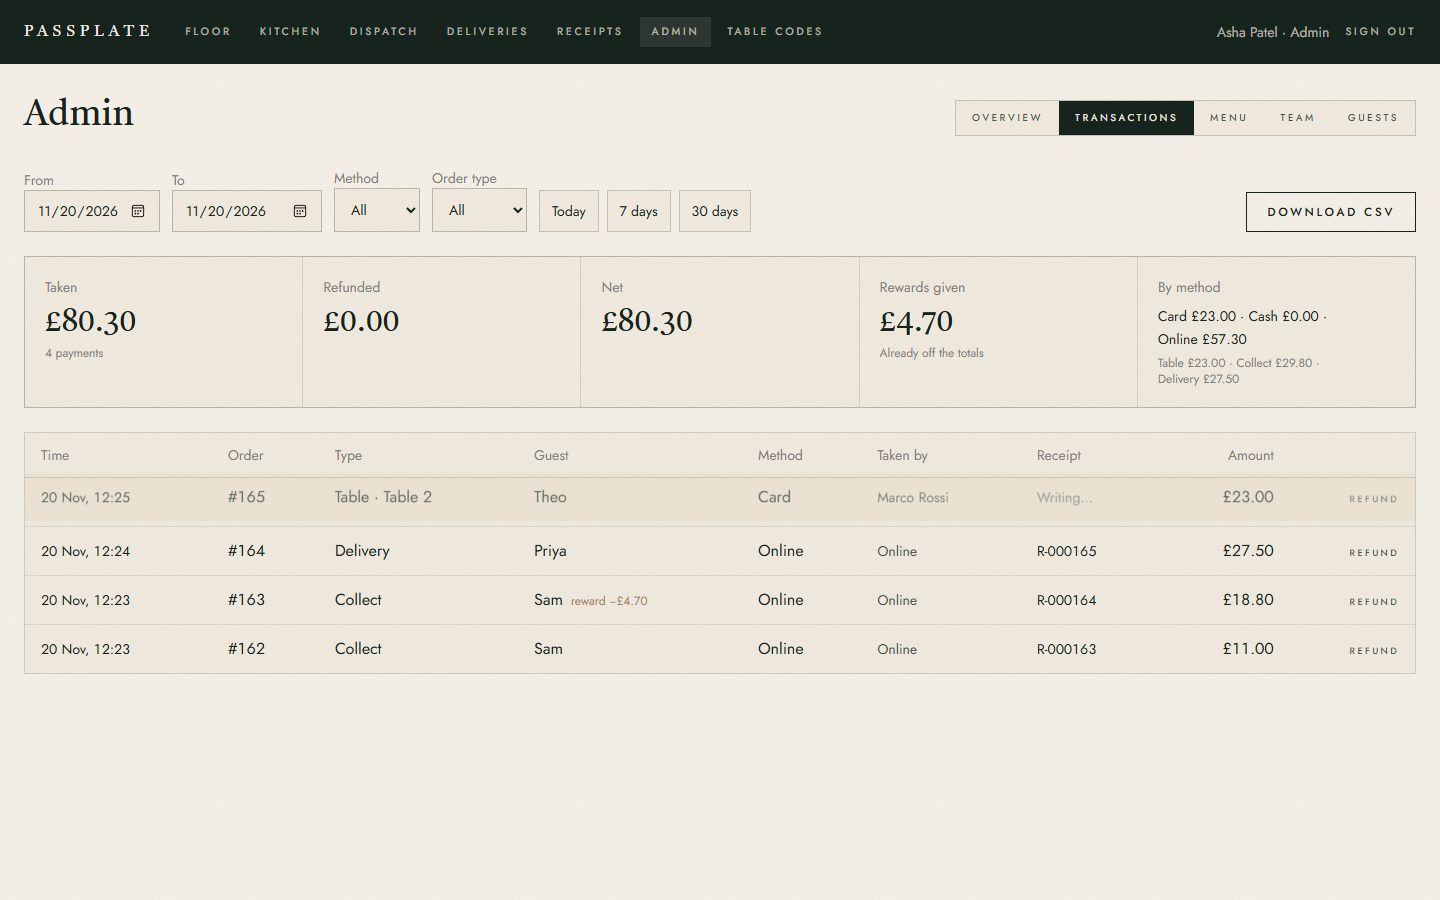 PASSPLATE FLOOR KITCHEN DISPATCH DELIVERIES RECEIPTS ADMIN TABLE CODES Asha Patel · Admin SIGN OUT
Admin
OVERVIEW TRANSACTIONS MENU TEAM GUESTS
From To Method Order type
11/20/2026 11/20/2026 All All Today 7 days 30 days DOWNLOAD CSV
Taken Refunded Net Rewards given By method
£80.30 £0.00 £80.30 £4.70 Card £23.00 · Cash £0.00 ·
Online £57.30
4 payments Already off the totals Table £23.00 · Collect £29.80 ·
Delivery £27.50
Time Order Type Guest Method Taken by Receipt Amount
20 Nov, 12:25 #165 Table · Table 2 Theo Card Marco Rossi Writing... £23.00 REFUND
20 Nov, 12:24 #164 Delivery Priya Online Online R-000165 £27.50 REFUND
20 Nov, 12:23 #163 Collect Sam reward −£4.70 Online Online R-000164 £18.80 REFUND
20 Nov, 12:23 #162 Collect Sam Online Online R-000163 £11.00 REFUND